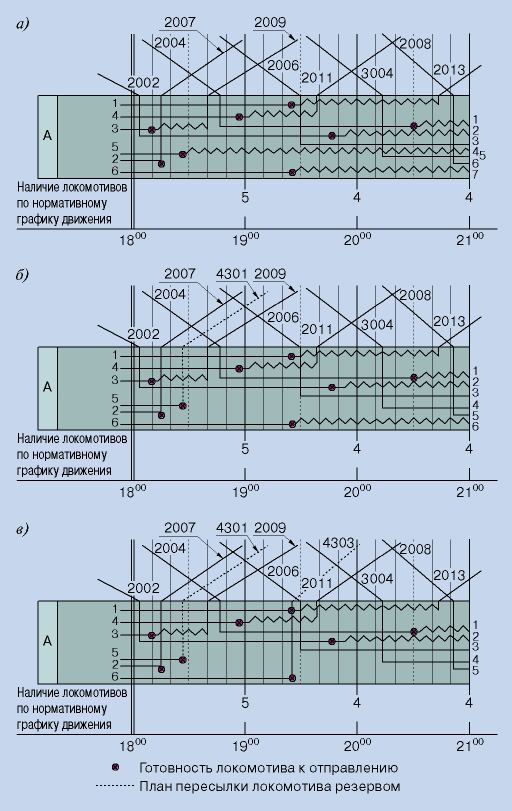 а)
2007 2009
2004 2008
2006 2011 3004 2013
2002
1
4
3
5
2
6
А
1
2
3
4 5
6
7
Наличие локомотивов
по нормативному
графику движения
5 4 4
18⁰⁰ 19⁰⁰ 20⁰⁰ 21⁰⁰
б)
2007 4301 2009
2004 2008
2006 2011 3004 2013
2002
1
4
3
5
2
6
А
1
2
3
4
5
6
Наличие локомотивов
по нормативному
графику движения
5 4 4
18⁰⁰ 19⁰⁰ 20⁰⁰ 21⁰⁰
в)
2007 4301 2009 4303
2004 2008
2006 2011 3004 2013
2002
1
4
3
5
2
6
А
1
2
3
4
5
Наличие локомотивов
по нормативному
графику движения
5 4 4
18⁰⁰ 19⁰⁰ 20⁰⁰ 21⁰⁰
Готовность локомотива к отправлению
План пересылки локомотива резервом